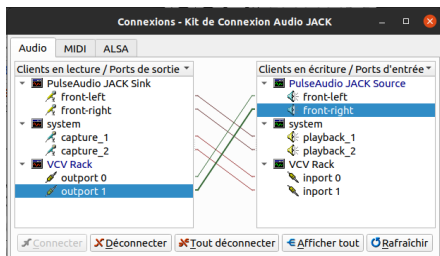 Connexions - Kit de Connexion Audio JACK
Audio MIDI ALSA
Clients en lecture / Ports de sortie
PulseAudio JACK Sink
front-left
front-right
system
capture_1
capture_2
VCV Rack
outport 0
outport 1
Clients en écriture / Ports d'entrée
PulseAudio JACK Source
front-left
front-right
system
playback_1
playback_2
VCV Rack
inport 0
inport 1
Connecter Déconnecter Tout déconnecter Afficher tout Rafraîchir